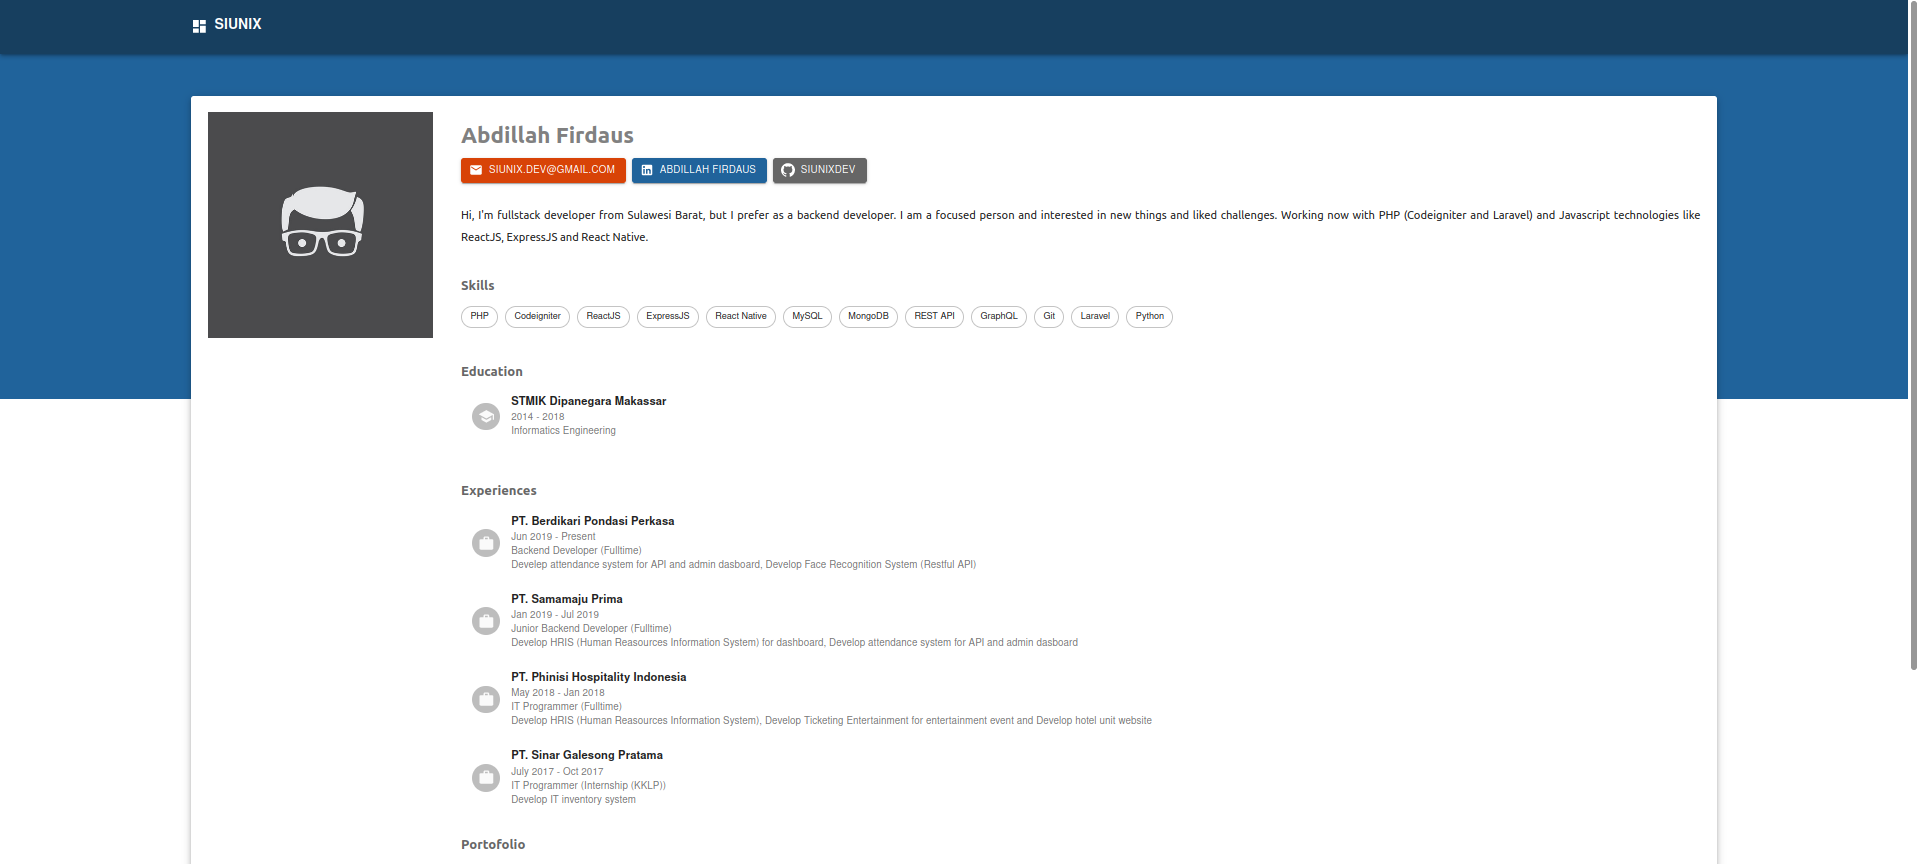 SIUNIX
Abdillah Firdaus
SIUNIX.DEV@GMAIL.COM ABDILLAH FIRDAUS SIUNIXDEV
Hi, I'm fullstack developer from Sulawesi Barat, but I prefer as a backend developer. I am a focused person and interested in new things and liked challenges. Working now with PHP (Codeigniter and Laravel) and Javascript technologies like
ReactJS, ExpressJS and React Native.
Skills
PHP Codeigniter ReactJS ExpressJS React Native MySQL MongoDB REST API GraphQL Git Laravel Python
Education
STMIK Dipanegara Makassar
2014 - 2018
Informatics Engineering
Experiences
PT. Berdikari Pondasi Perkasa
Jun 2019 - Present
Backend Developer (Fulltime)
Develep attendance system for API and admin dasboard, Develop Face Recognition System (Restful API)
PT. Samamaju Prima
Jan 2019 - Jul 2019
Junior Backend Developer (Fulltime)
Develop HRIS (Human Reasources Information System) for dashboard, Develop attendance system for API and admin dasboard
PT. Phinisi Hospitality Indonesia
May 2018 - Jan 2018
IT Programmer (Fulltime)
Develop HRIS (Human Reasources Information System), Develop Ticketing Entertainment for entertainment event and Develop hotel unit website
PT. Sinar Galesong Pratama
July 2017 - Oct 2017
IT Programmer (Internship (KKLP))
Develop IT inventory system
Portofolio